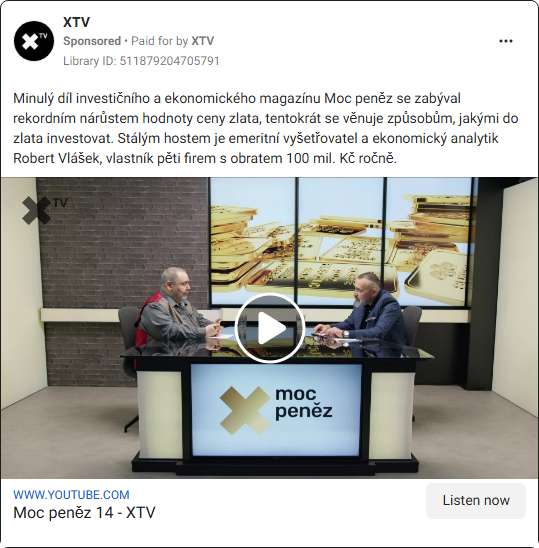 XTV
Sponsored • Paid for by XTV
Library ID: 511879204705791
Minulý díl investičního a ekonomického magazínu Moc peněz se zabýval
rekordním nárůstem hodnoty ceny zlata, tentokrát se věnuje způsobům, jakými do
zlata investovat. Stálým hostem je emeritní vyšetřovatel a ekonomický analytik
Robert Vlášek, vlastník pěti firem s obratem 100 mil. Kč ročně.
XTV
moc
peněz
WWW.YOUTUBE.COM
Moc peněz 14 - XTV
Listen now